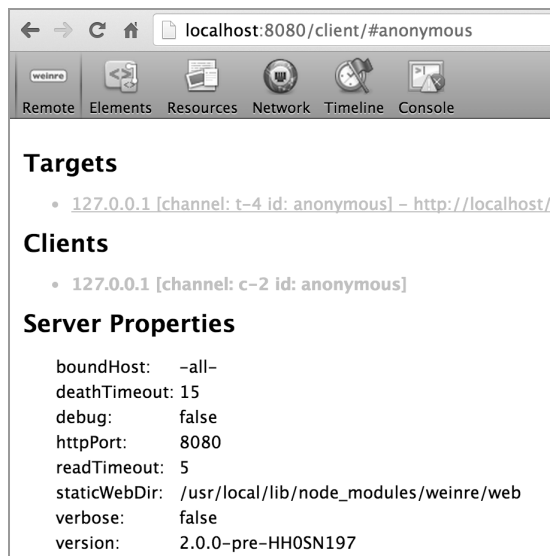 localhost:8080/client/#anonymous
weinre
Remote Elements Resources Network Timeline Console
Targets
• 127.0.0.1 [channel: t-4 id: anonymous] - http://localhost/
Clients
• 127.0.0.1 [channel: c-2 id: anonymous]
Server Properties
boundHost: -all-
deathTimeout: 15
debug: false
httpPort: 8080
readTimeout: 5
staticWebDir: /usr/local/lib/node_modules/weinre/web
verbose: false
version: 2.0.0-pre-HH0SN197